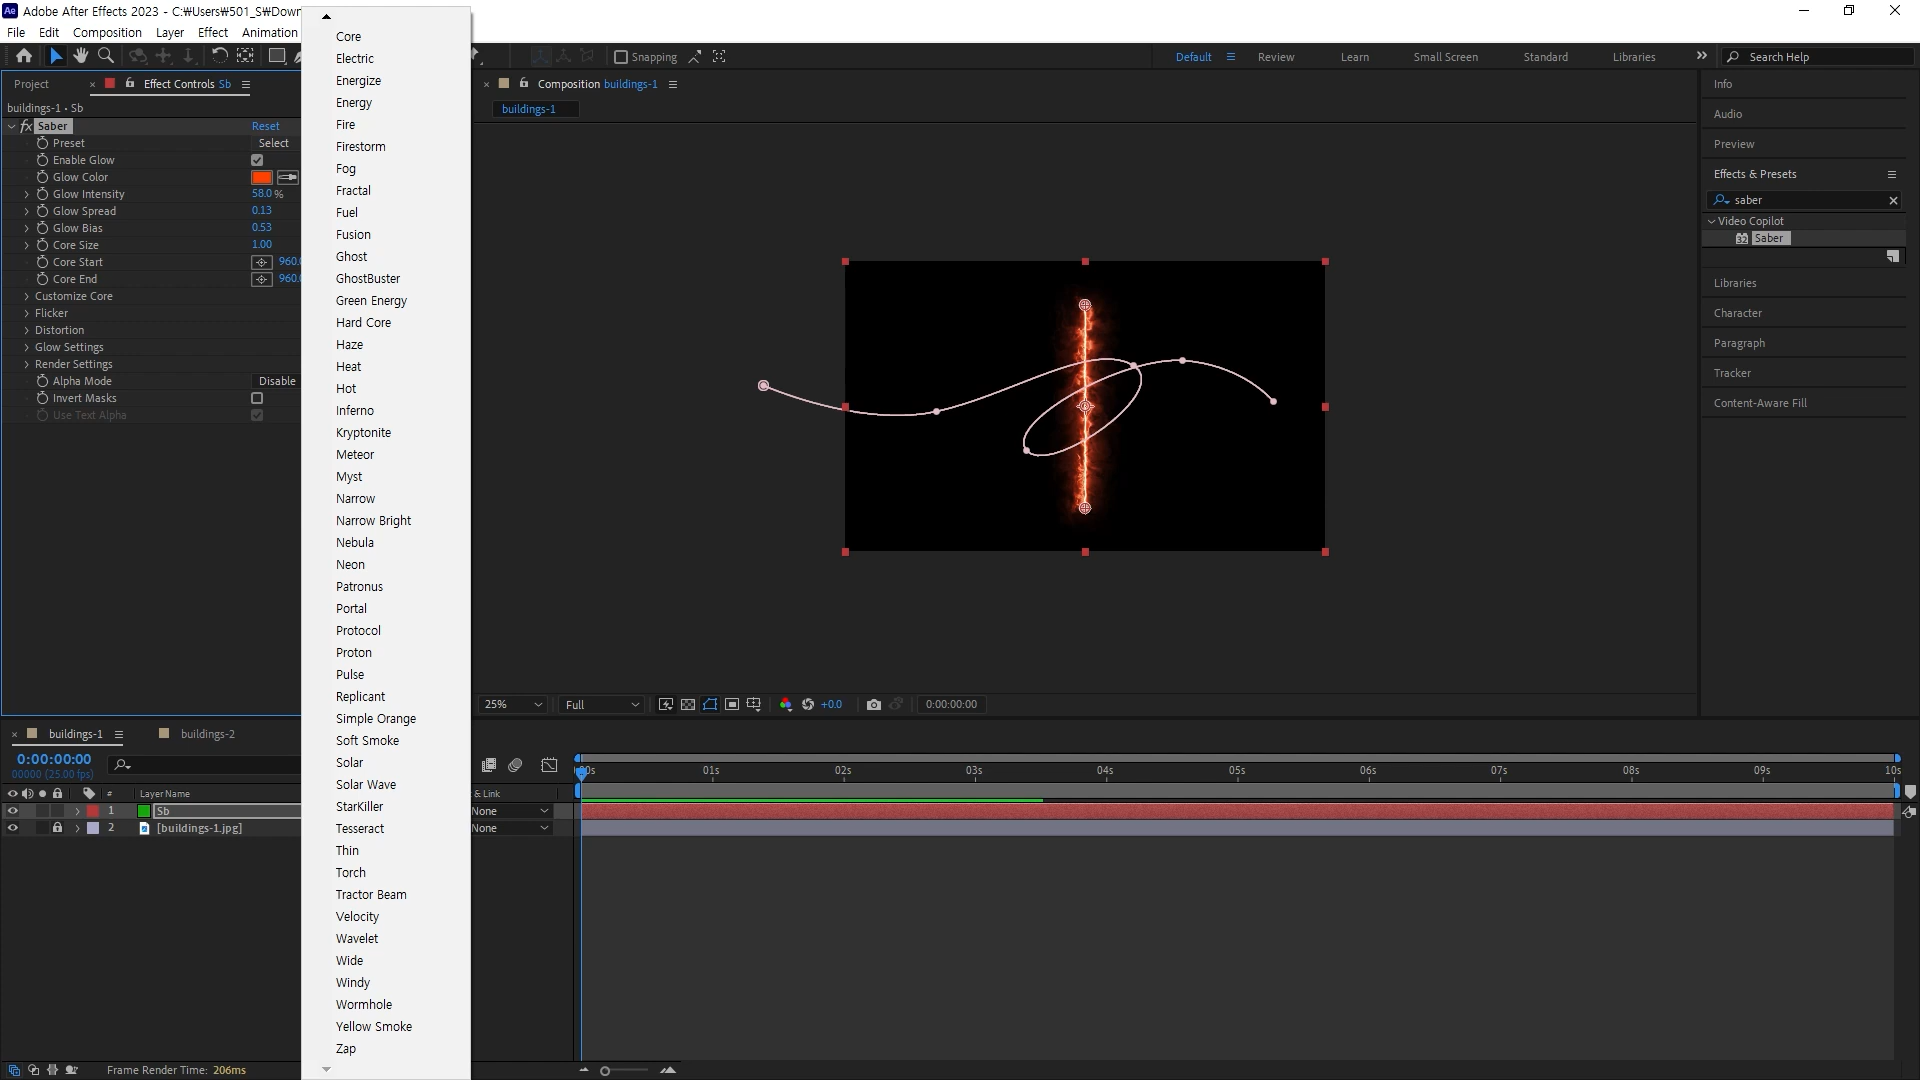 Adobe After Effects 2023 - C:₩Users₩501_S₩Down
File Edit Composition Layer Effect Animation
Snapping
Default
Review
Learn
Small Screen
Standard
Libraries
Search Help
Project
Effect Controls Sb
buildings-1 • Sb
fx Saber Reset
Preset Select
Enable Glow
Glow Color
Glow Intensity 58.0 %
Glow Spread 0.13
Glow Bias 0.53
Core Size 1.00
Core Start 960.
Core End 960.
Customize Core
Flicker
Distortion
Glow Settings
Render Settings
Alpha Mode Disable
Invert Masks
Use Text Alpha
Core
Electric
Energize
Energy
Fire
Firestorm
Fog
Fractal
Fuel
Fusion
Ghost
GhostBuster
Green Energy
Hard Core
Haze
Heat
Hot
Inferno
Kryptonite
Meteor
Myst
Narrow
Narrow Bright
Nebula
Neon
Patronus
Portal
Protocol
Proton
Pulse
Replicant
Simple Orange
Soft Smoke
Solar
Solar Wave
StarKiller
Tesseract
Thin
Torch
Tractor Beam
Velocity
Wavelet
Wide
Windy
Wormhole
Yellow Smoke
Zap
Composition buildings-1
buildings-1
25%
Full
+0.0
0:00:00:00
Info
Audio
Preview
Effects & Presets
saber
Video Copilot
32 Saber
Libraries
Character
Paragraph
Tracker
Content-Aware Fill
buildings-1
buildings-2
0:00:00:00
00000 (25.00 fps)
# Layer Name
& Link
1 Sb None
2 [buildings-1.jpg] None
00s 01s 02s 03s 04s 05s 06s 07s 08s 09s 10s
Frame Render Time: 206ms